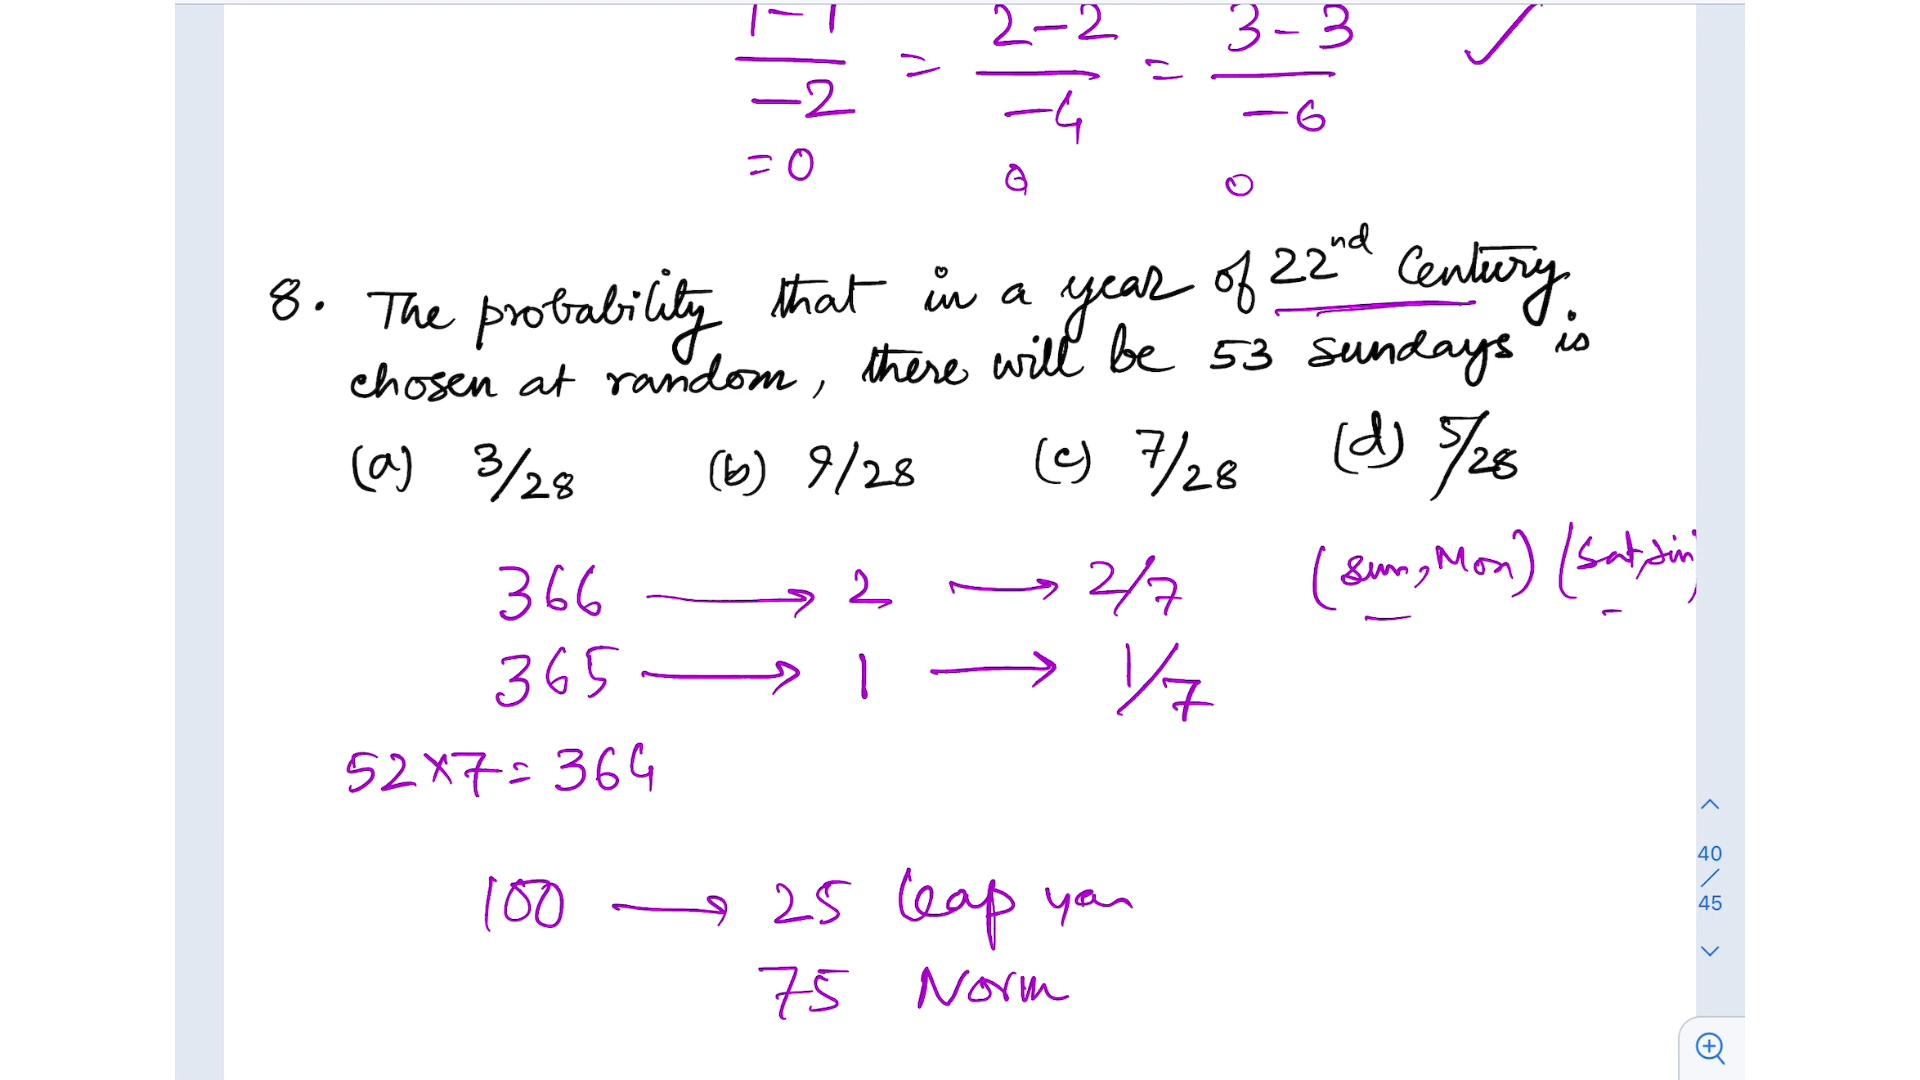 1-1 / -2 = 2-2 / -4 = 3-3 / -6 ✓
=0 0 0
8. The probability that in a year of 22nd Century
chosen at random, there will be 53 sundays is
(a) 3/28 (b) 9/28 (c) 7/28 (d) 5/28
366 → 2 → 2/7 (sun, Mon) (Sat, sun)
365 → 1 → 1/7
52×7=364
100 → 25 leap
75 Norm
40
/
45